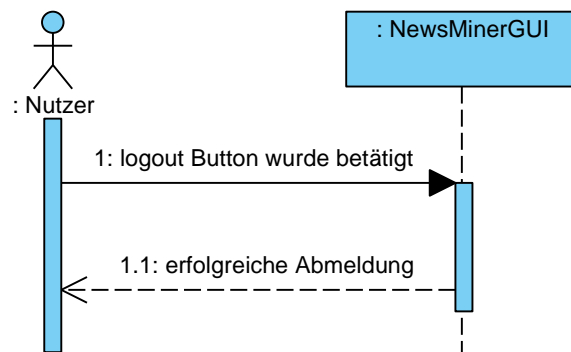 : NewsMinerGUI
: Nutzer
1: logout Button wurde betätigt
1.1: erfolgreiche Abmeldung